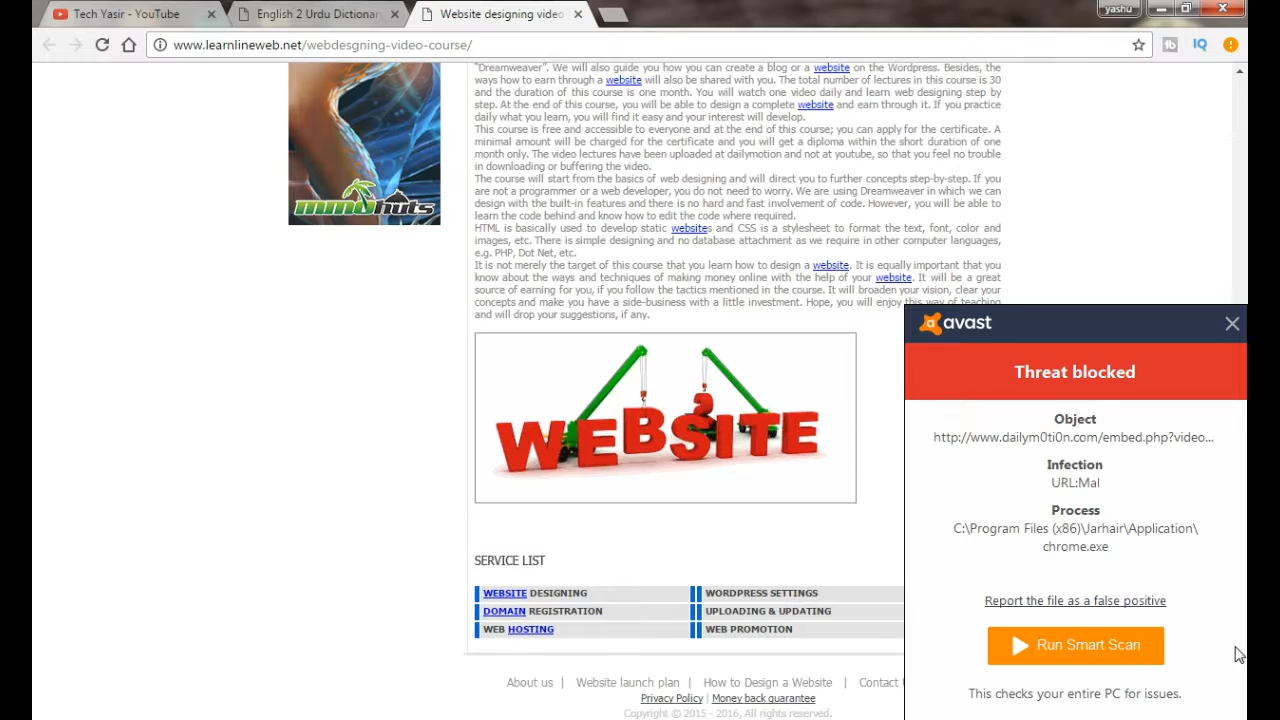 Tech Yasir - YouTube
English 2 Urdu Dictionary
Website designing video
yashu
www.learnlineweb.net/webdesgning-video-course/
IQ
"Dreamweaver". We will also guide you how you can create a blog or a website on the Wordpress. Besides, the
ways how to earn through a website will also be shared with you. The total number of lectures in this course is 30
and the duration of this course is one month. You will watch one video daily and learn web designing step by
step. At the end of this course, you will be able to design a complete website and earn through it. If you practice
daily what you learn, you will find it easy and your interest will develop.
This course is free and accessible to everyone and at the end of this course; you can apply for the certificate. A
minimal amount will be charged for the certificate and you will get a diploma within the short duration of one
month only. The video lectures have been uploaded at dailymotion and not at youtube, so that you feel no trouble
in downloading or buffering the video.
The course will start from the basics of web designing and will direct you to further concepts step-by-step. If you
are not a programmer or a web developer, you do not need to worry. We are using Dreamweaver in which we can
design with the built-in features and there is no hard and fast involvement of code. However, you will be able to
learn the code behind and know how to edit the code where required.
HTML is basically used to develop static websites and CSS is a stylesheet to format the text, font, color and
images, etc. There is simple designing and no database attachment as we require in other computer languages,
e.g. PHP, Dot Net, etc.
It is not merely the target of this course that you learn how to design a website. It is equally important that you
know about the ways and techniques of making money online with the help of your website. It will be a great
source of earning for you, if you follow the tactics mentioned in the course. It will broaden your vision, clear your
concepts and make you have a side-business with a little investment. Hope, you will enjoy this way of teaching
and will drop your suggestions, if any.
mmohuts
WEBSITE
SERVICE LIST
WEBSITE DESIGNING
WORDPRESS SETTINGS
DOMAIN REGISTRATION
UPLOADING & UPDATING
WEB HOSTING
WEB PROMOTION
About us | Website launch plan | How to Design a Website | Contact
Privacy Policy | Money back guarantee
Copyright © 2015 - 2016, All rights reserved.
avast
Threat blocked
Object
http://www.dailym0ti0n.com/embed.php?video...
Infection
URL:Mal
Process
C:\Program Files (x86)\Jarhair\Application\
chrome.exe
Report the file as a false positive
Run Smart Scan
This checks your entire PC for issues.